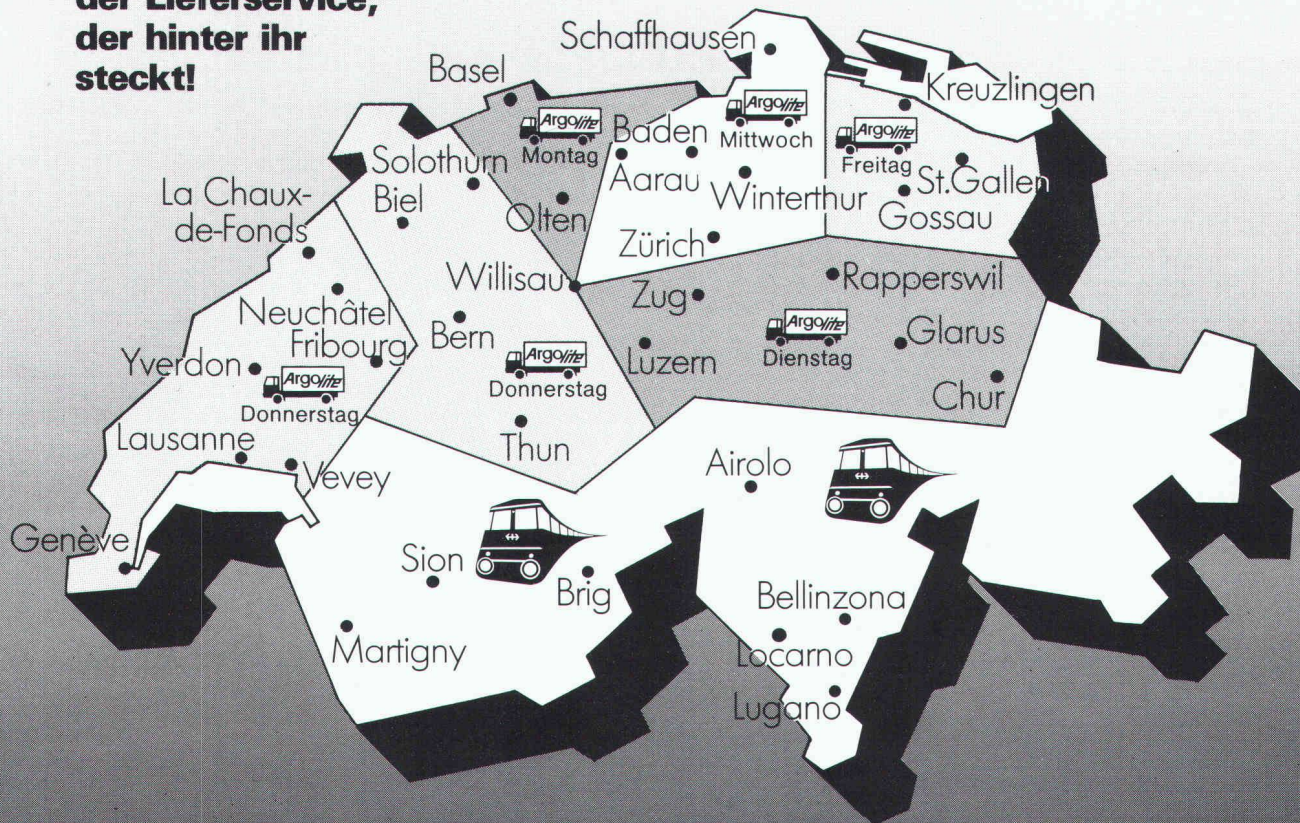 der Lieferservice,
der hinter ihr
steckt!
Schaffhausen
Basel
Kreuzlingen
Argolite
Montag
Baden
Argolite
Mittwoch
Argolite
Freitag
Solothurn
Aarau
Winterthur
St.Gallen
Gossau
La Chaux-
de-Fonds
Biel
Olten
Zürich
Willisau
Zug
Rapperswil
Neuchâtel
Fribourg
Bern
Argolite
Dienstag
Glarus
Luzern
Yverdon
Argolite
Donnerstag
Argolite
Donnerstag
Chur
Lausanne
Vevey
Thun
Airolo
Genève
Sion
Brig
Bellinzona
Martigny
Locarno
Lugano